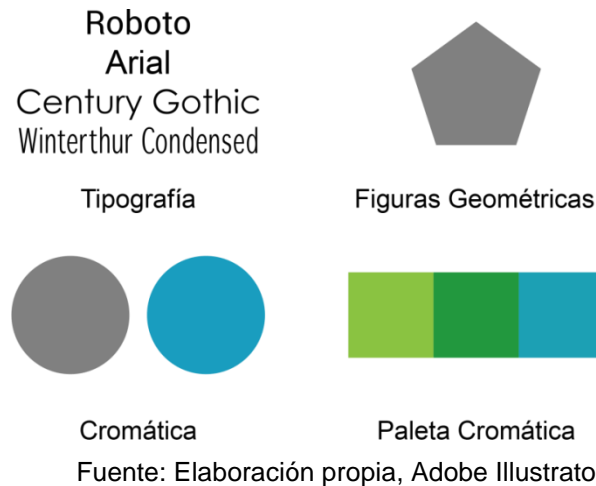 Roboto
Arial
Century Gothic
Winterthur Condensed
Tipografía
Figuras Geométricas
Cromática
Paleta Cromática
Fuente: Elaboración propia, Adobe Illustrato